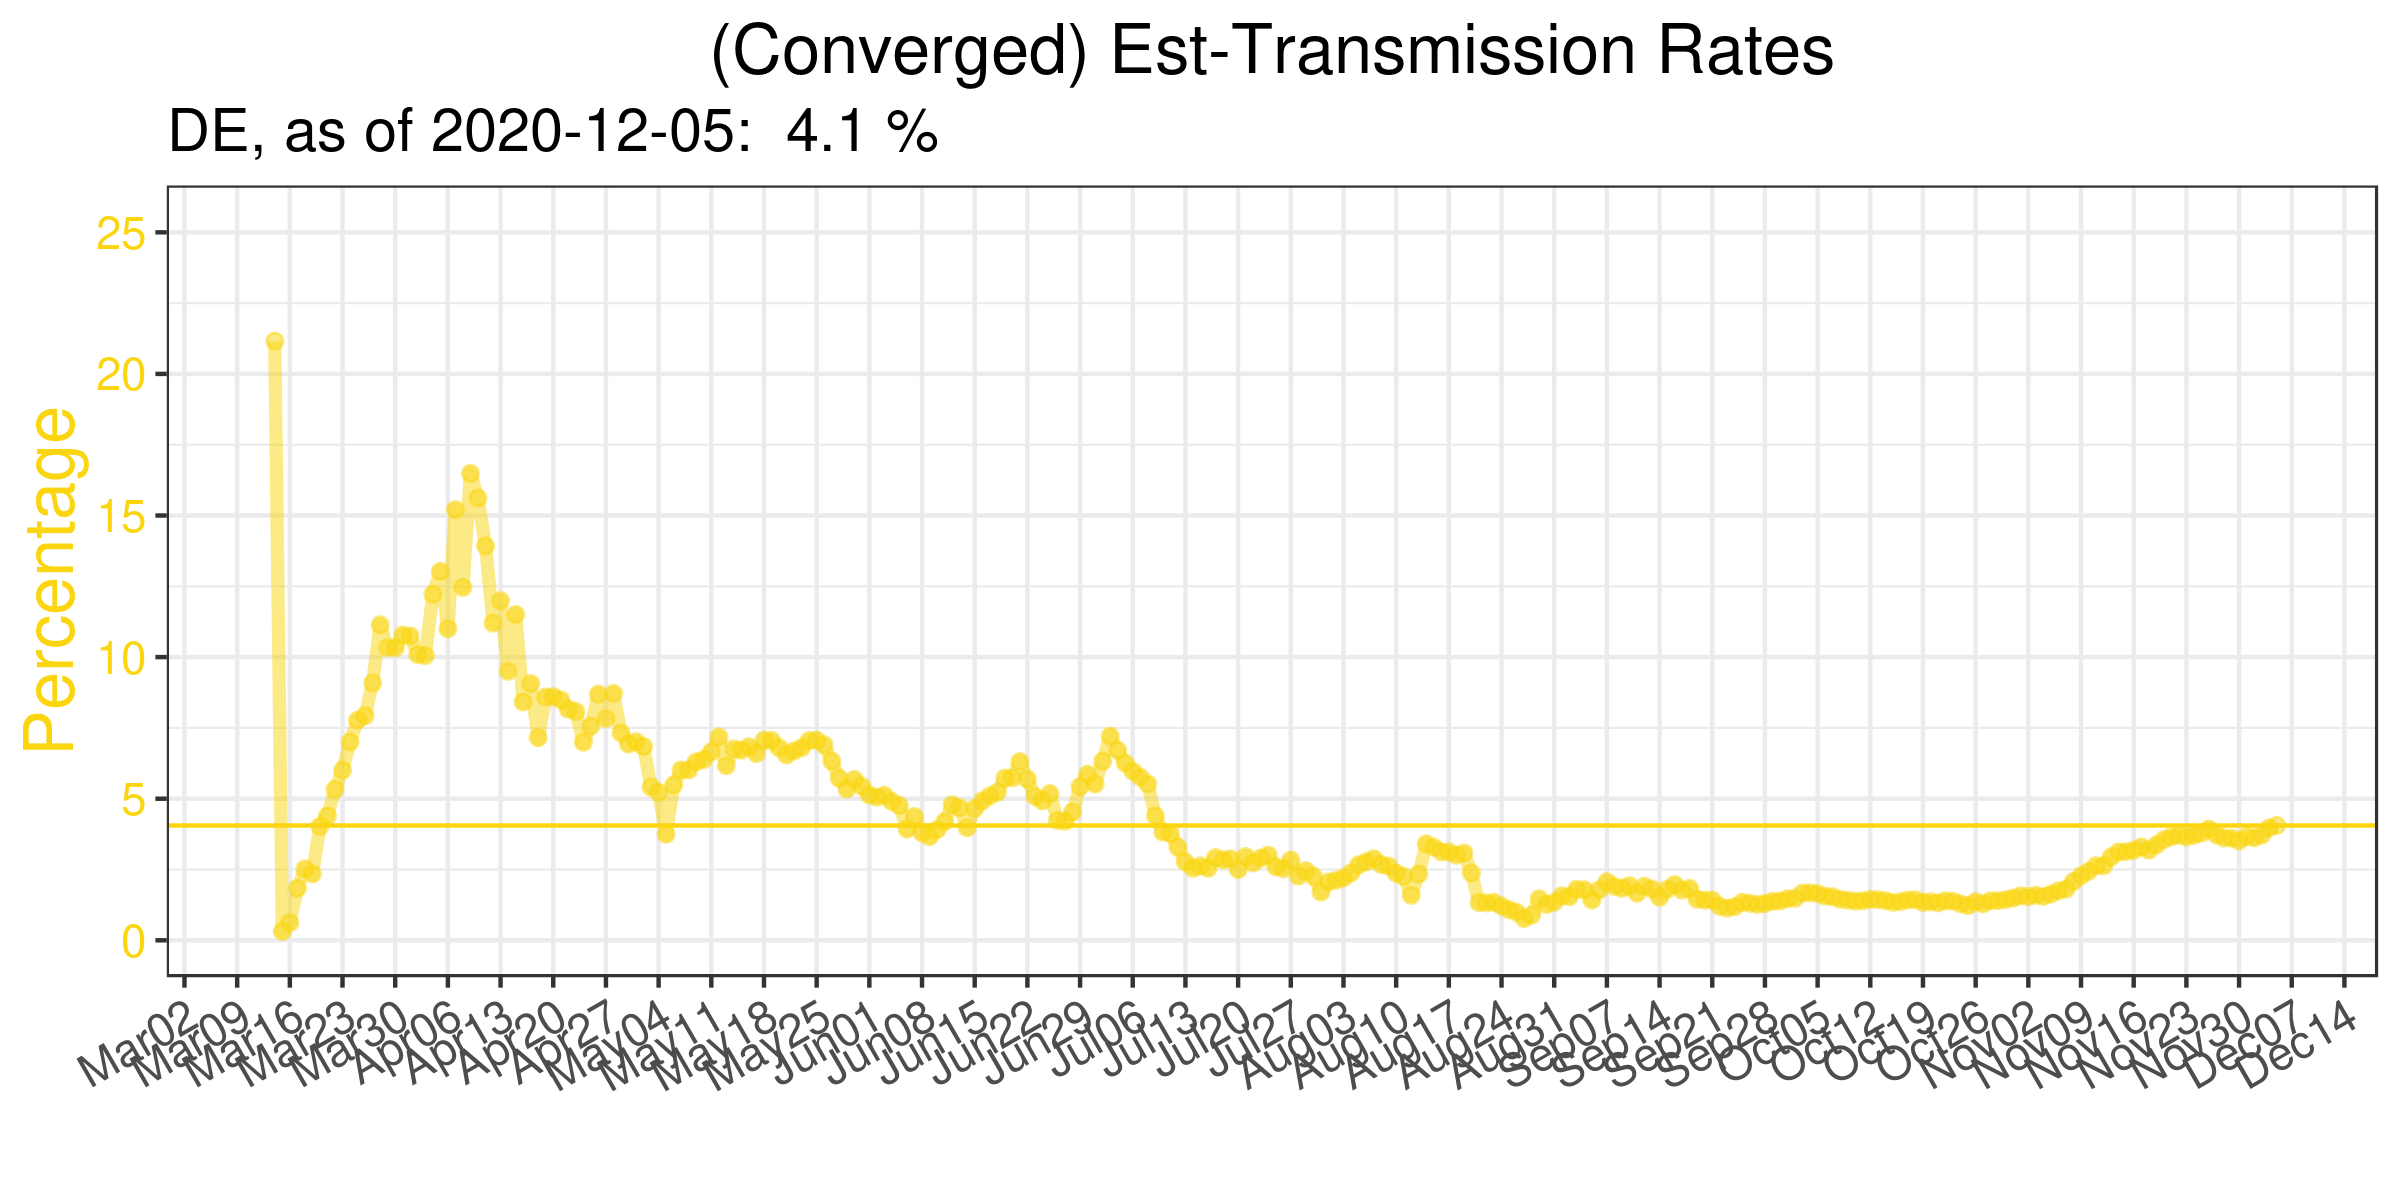 (Converged) Est-Transmission Rates
DE, as of 2020-12-05:  4.1 %
Percentage
25
20
15
10
5
0
Mar02
Mar09
Mar16
Mar23
Mar30
Apr06
Apr13
Apr20
Apr27
May04
May11
May18
May25
Jun01
Jun08
Jun15
Jun22
Jun29
Jul06
Jul13
Jul20
Jul27
Aug03
Aug10
Aug17
Aug24
Aug31
Sep07
Sep14
Sep21
Sep28
Oct05
Oct12
Oct19
Oct26
Nov02
Nov09
Nov16
Nov23
Nov30
Dec07
Dec14